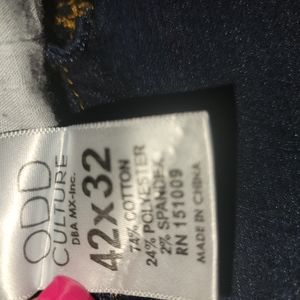 ODD
CULTURE
DBA MX-Inc.
42x32
74% COTTON
24% POLYESTER
2% SPANDEX
RN 151009
MADE IN CHINA